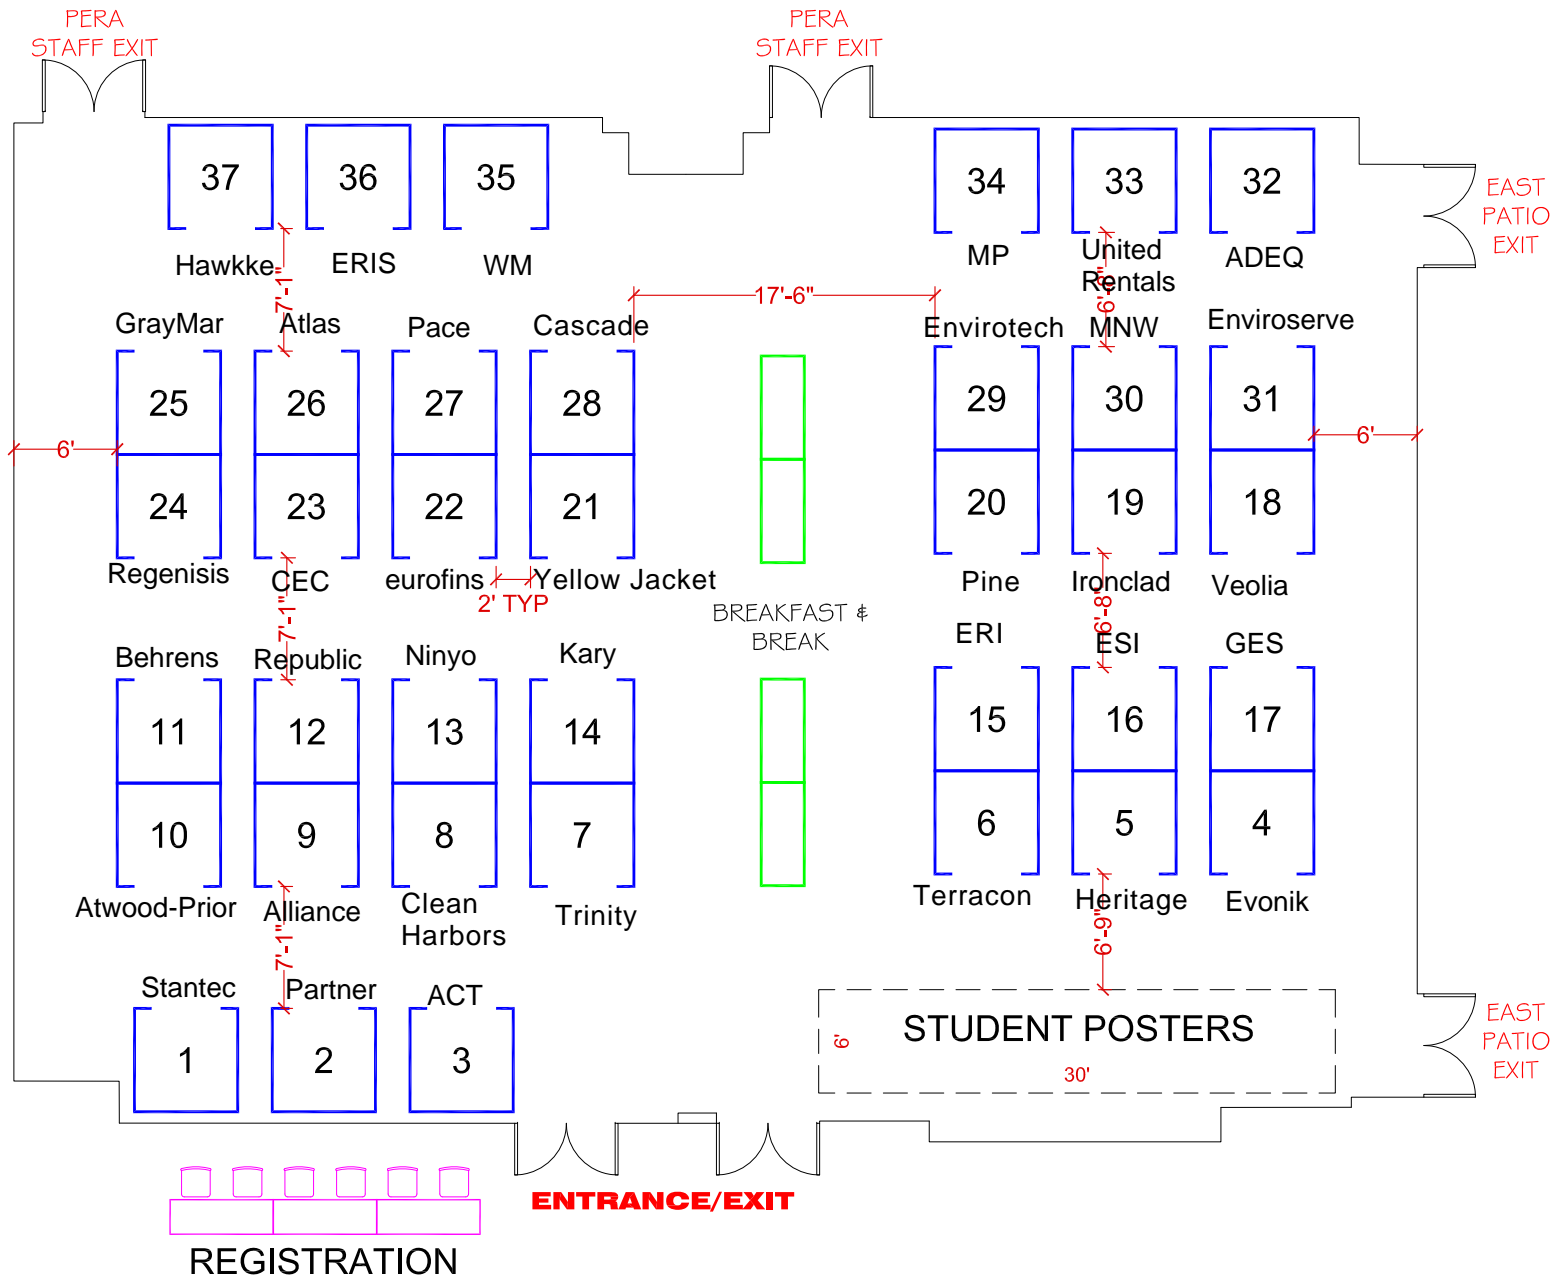 PERA
STAFF EXIT
PERA
STAFF EXIT
37
36
35
34
33
32
EAST
PATIO
EXIT
Hawkke
ERIS
WM
MP
United
Rentals
ADEQ
7'-1"
17'-6"
6'-8"
GrayMar
Atlas
Pace
Cascade
Envirotech
MNW
Enviroserve
25
26
27
28
29
30
31
6'
6'
24
23
22
21
20
19
18
Regenisis
CEC
eurofins
Yellow Jacket
Pine
Ironclad
Veolia
2' TYP
7'-1"
6'-8"
BREAKFAST &
BREAK
Behrens
Republic
Ninyo
Kary
ERI
ESI
GES
11
12
13
14
15
16
17
10
9
8
7
6
5
4
Atwood-Prior
Alliance
Clean
Harbors
Trinity
Terracon
Heritage
Evonik
7'-1"
6'-9"
Stantec
Partner
ACT
1
2
3
STUDENT POSTERS
6'
30'
EAST
PATIO
EXIT
ENTRANCE/EXIT
REGISTRATION